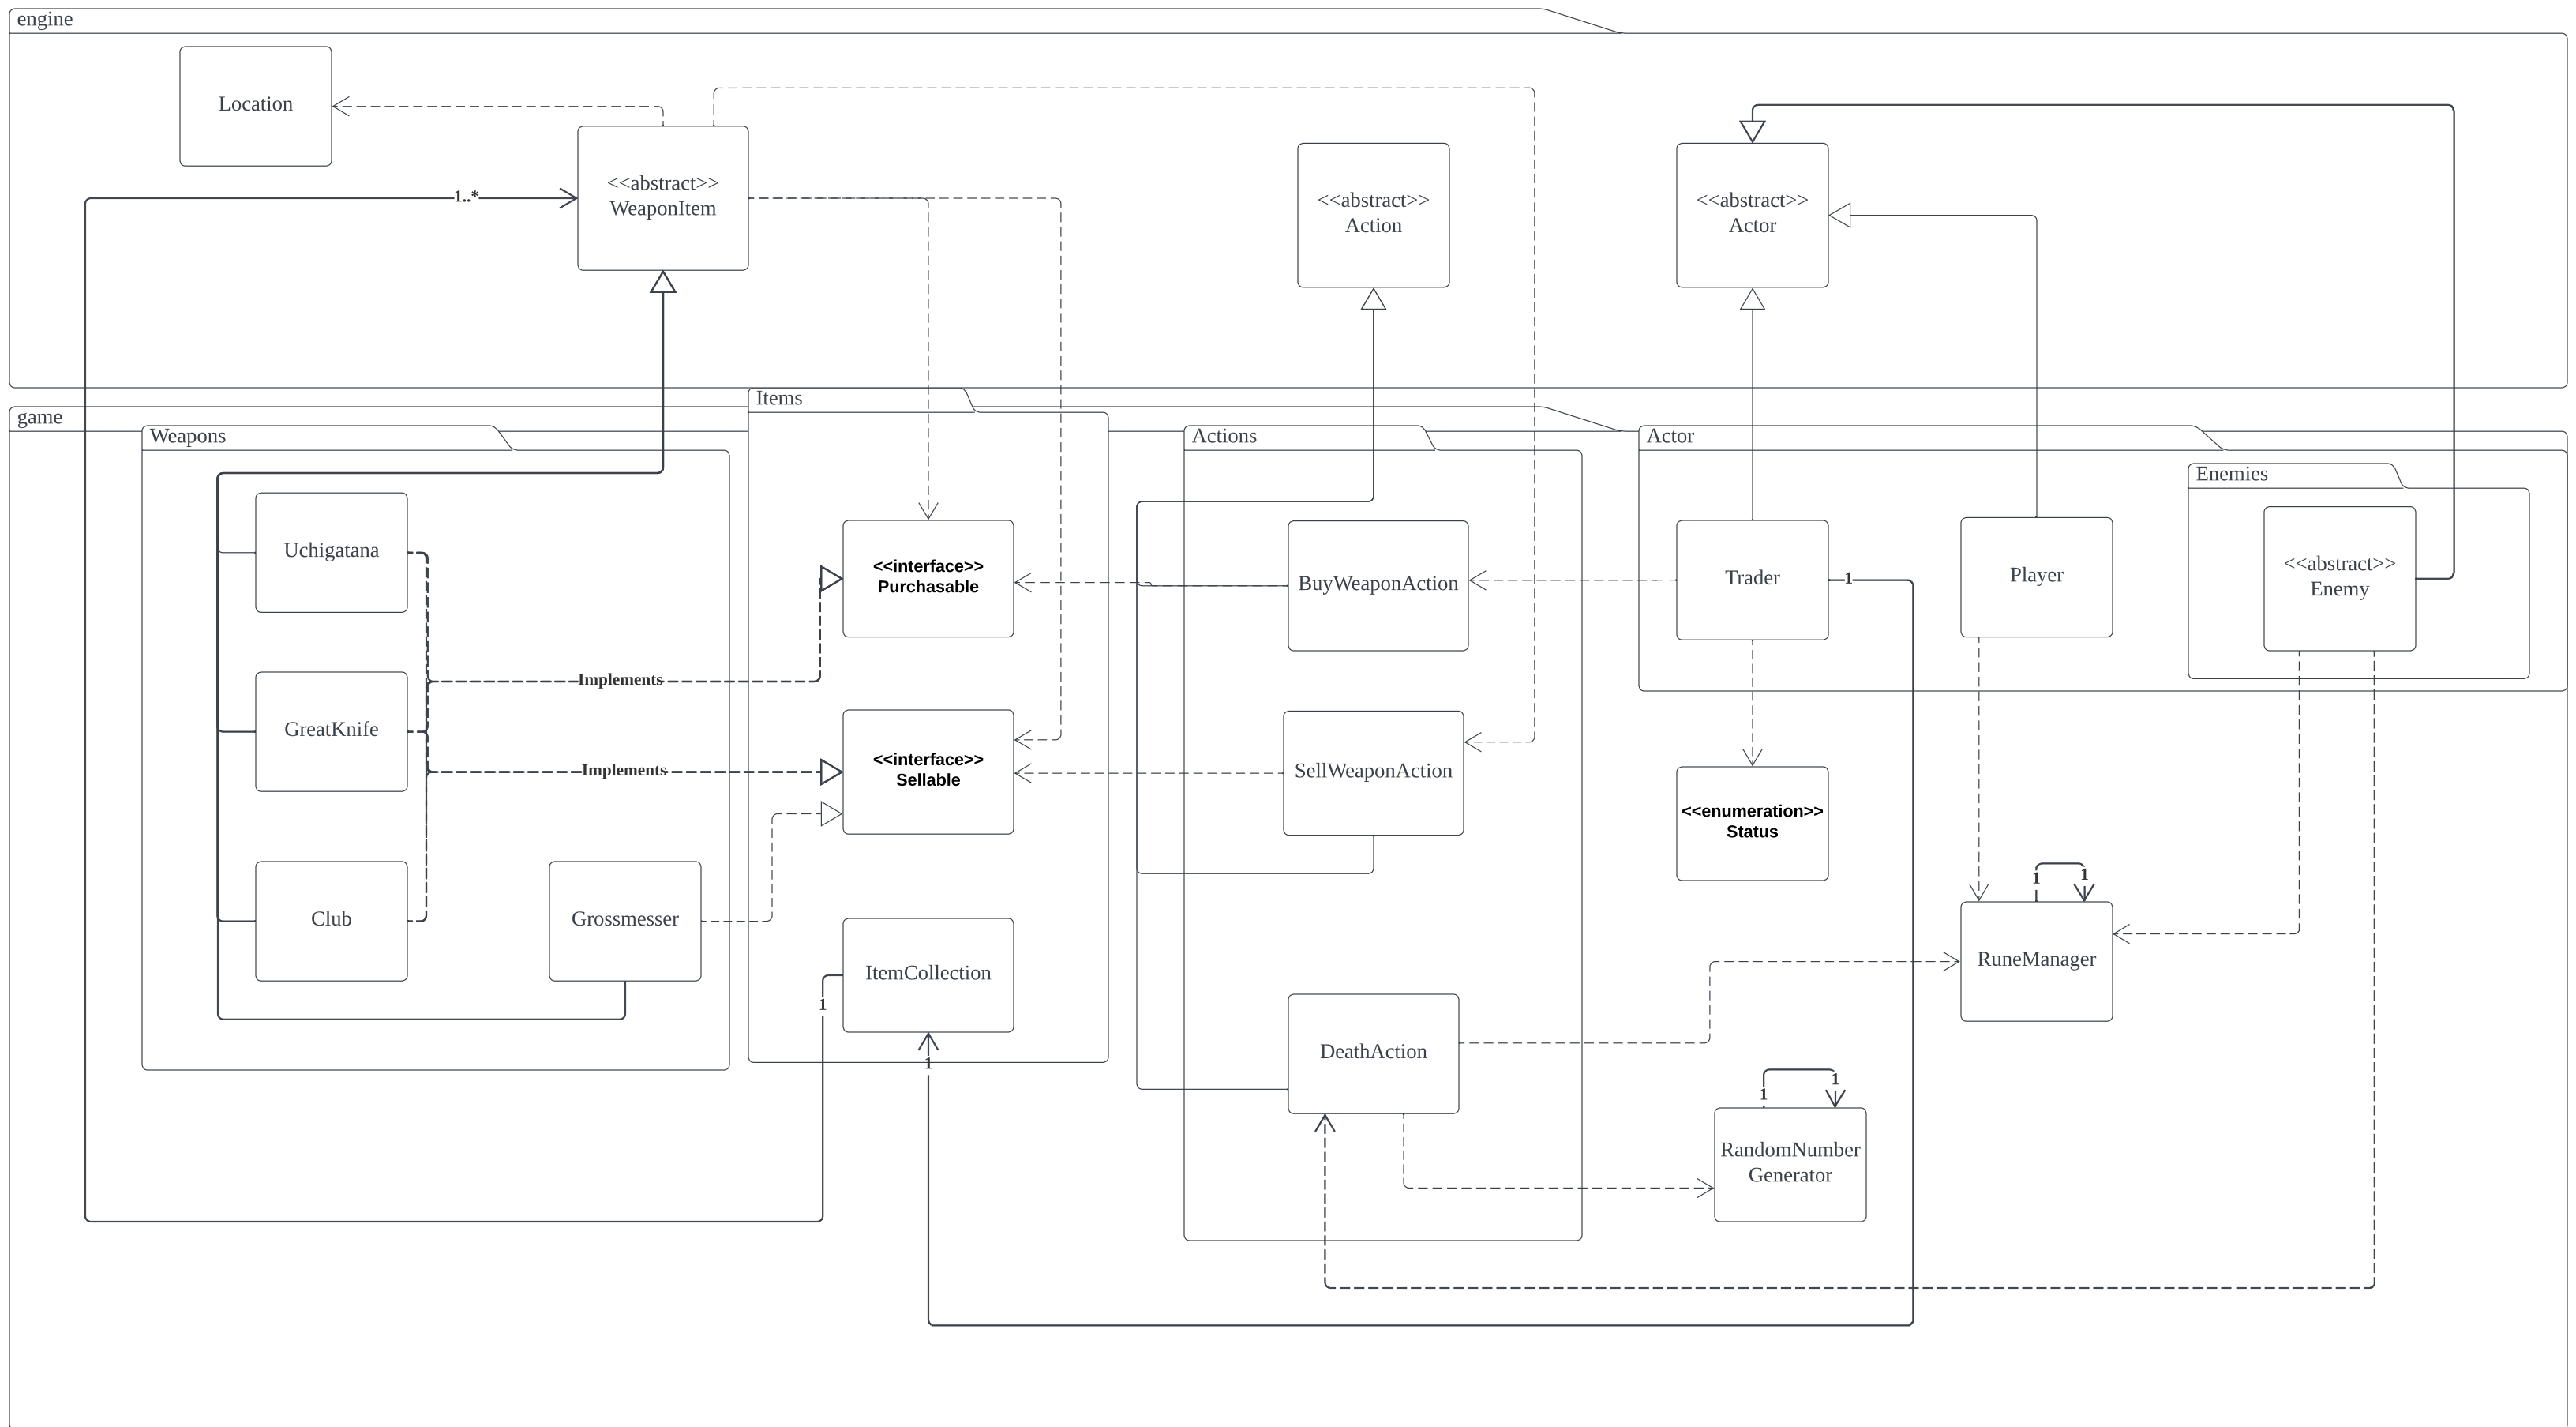 engine
Location
<<abstract>>
WeaponItem
1..*
<<abstract>>
Action
<<abstract>>
Actor
game
Weapons
Items
Actions
Actor
Enemies
Uchigatana
GreatKnife
Club
Grossmesser
Implements
Implements
<<interface>>
Purchasable
<<interface>>
Sellable
ItemCollection
1
1
BuyWeaponAction
SellWeaponAction
DeathAction
Trader
1
Player
<<abstract>>
Enemy
<<enumeration>>
Status
1
1
RuneManager
1
1
RandomNumber
Generator